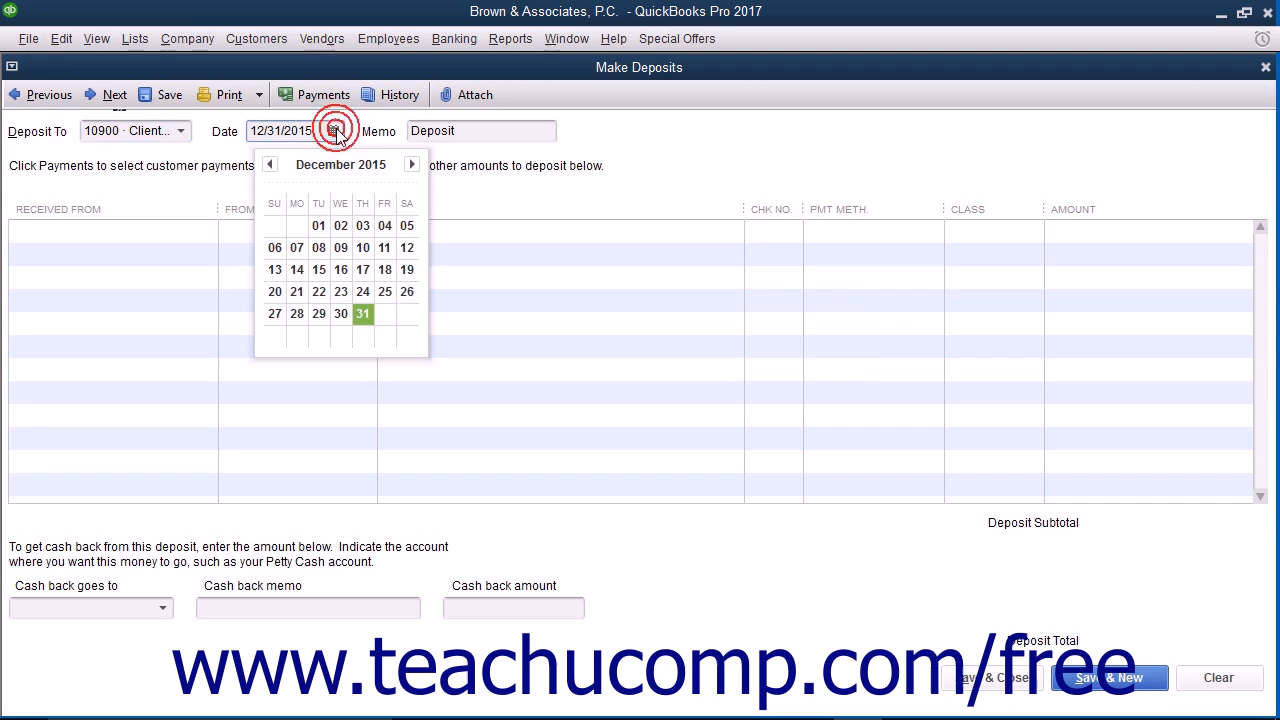 Brown & Associates, P.C. - QuickBooks Pro 2017
File Edit View Lists Company Customers Vendors Employees Banking Reports Window Help Special Offers
Make Deposits
Previous Next Save Print Payments History Attach
Deposit To 10900 · Client... Date 12/31/2015 Memo Deposit
Click Payments to select customer payments other amounts to deposit below.
December 2015
SU MO TU WE TH FR SA
01 02 03 04 05
06 07 08 09 10 11 12
13 14 15 16 17 18 19
20 21 22 23 24 25 26
27 28 29 30 31
RECEIVED FROM FROM CHK NO. PMT METH. CLASS AMOUNT
Deposit Subtotal
To get cash back from this deposit, enter the amount below. Indicate the account
where you want this money to go, such as your Petty Cash account.
Cash back goes to Cash back memo Cash back amount
Deposit Total
www.teachucomp.com/free
Save & Close Save & New Clear